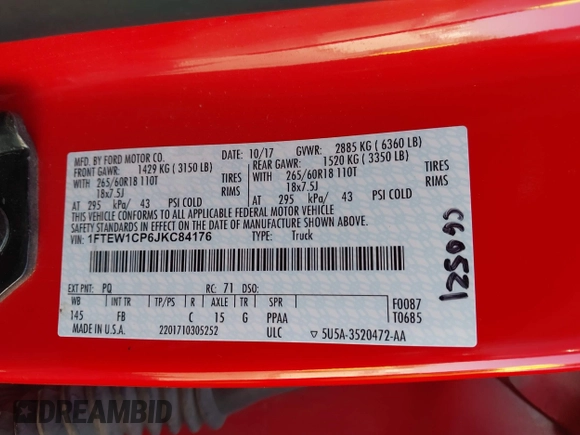 MFD. BY FORD MOTOR CO.
DATE: 10/17 GVWR: 2885 KG ( 6360 LB)
FRONT GAWR: 1429 KG ( 3150 LB) REAR GAWR: 1520 KG ( 3350 LB)
WITH 265/60R18 110T TIRES WITH 265/60R18 110T TIRES
18x7.5J RIMS 18x7.5J RIMS
AT 295 kPa/ 43 PSI COLD AT 295 kPa/ 43 PSI COLD
THIS VEHICLE CONFORMS TO ALL APPLICABLE FEDERAL MOTOR VEHICLE
SAFETY STANDARDS IN EFFECT ON THE DATE OF MANUFACTURE SHOWN ABOVE.
VIN: 1FTEW1CP6JKC84176 TYPE: Truck
EXT PNT: PQ RC: 71 DSO:
WB INT TR TP/PS R AXLE TR SPR
145 FB C 15 G PPAA
F0087
T0685
MADE IN U.S.A. 2201710305252 ULC 5U5A-3520472-AA
DREAMBID